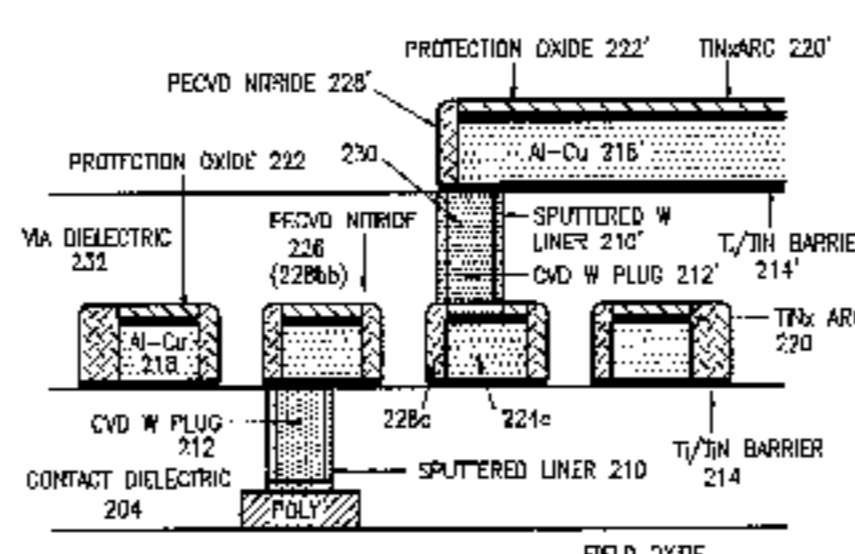 PROTECTION OXIDE 222' TiNxARC 220'
PECVD NITRIDE 228'
230 Al-Cu 216'
PROTECTION OXIDE 222
PECVD NITRIDE
226
(228bb)
SPUTTERED W
LINER 210'
VIA DIELECTRIC
232
Ti/TiN BARRIE
214'
CVD W PLUG 212'
TiNx ARC
220
Al-Cu
218
228c 224c
CVD W PLUG
212
Ti/TiN BARRIER
214
SPUTTERED LINER 210
CONTACT DIELECTRIC
204
POLY
FIELD OXIDE